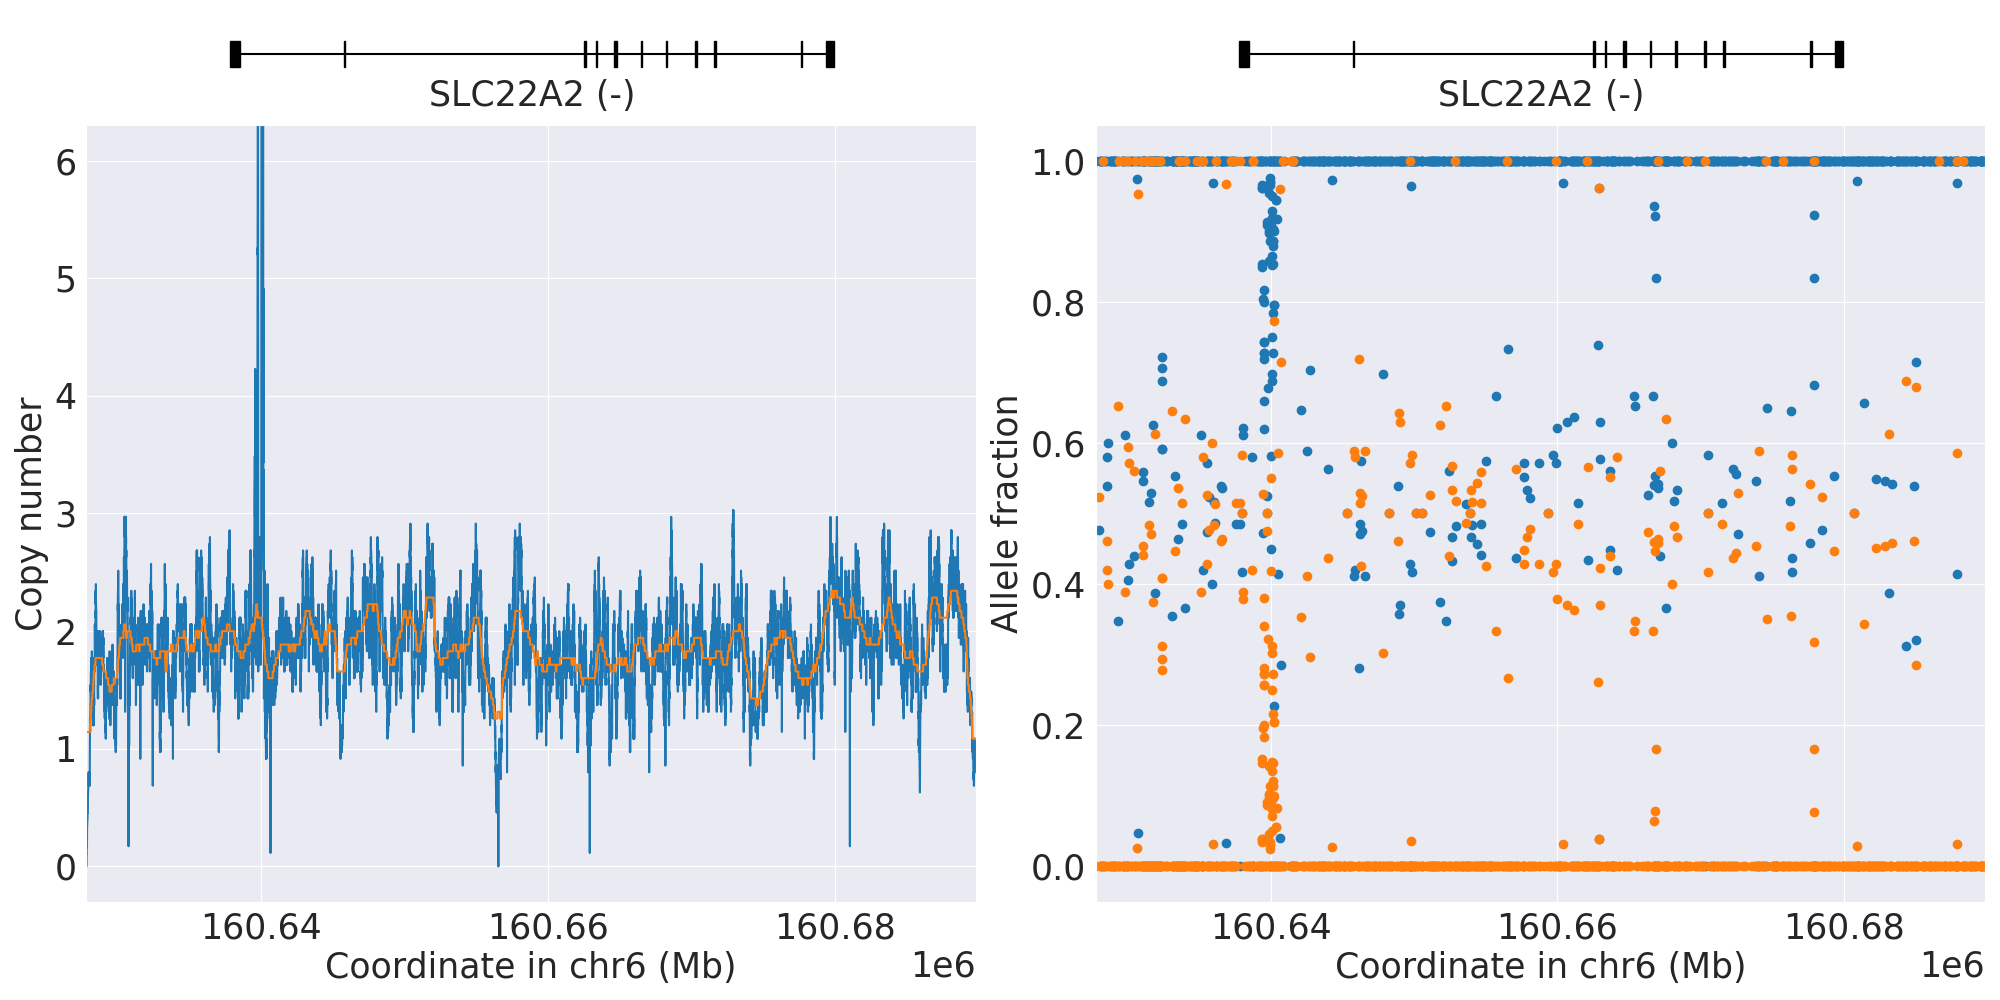 SLC22A2 (-)
Copy number
6
5
4
3
2
1
0
160.64
160.66
160.68
Coordinate in chr6 (Mb)
1e6
SLC22A2 (-)
Allele fraction
1.0
0.8
0.6
0.4
0.2
0.0
160.64
160.66
160.68
Coordinate in chr6 (Mb)
1e6